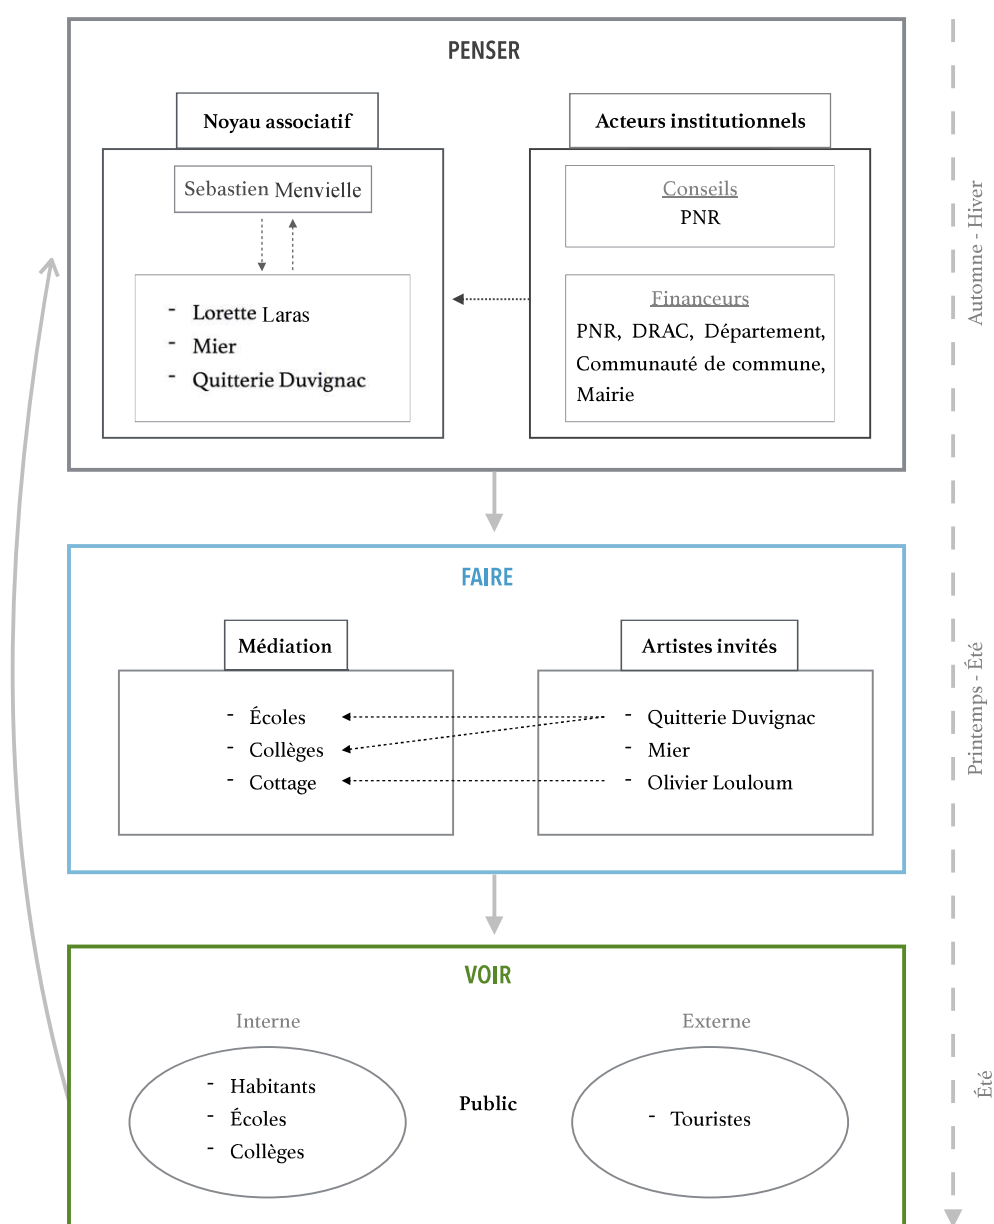 PENSER
Noyau associatif
Sebastien Menvielle
- Lorette Laras
- Mier
- Quitterie Duvignac
Acteurs institutionnels
Conseils
PNR
Financeurs
PNR, DRAC, Département,
Communauté de commune,
Mairie
Automne - Hiver
FAIRE
Médiation
- Écoles
- Collèges
- Cottage
Artistes invités
- Quitterie Duvignac
- Mier
- Olivier Louloum
Printemps - Été
VOIR
Interne
- Habitants
- Écoles
- Collèges
Public
Externe
- Touristes
Été